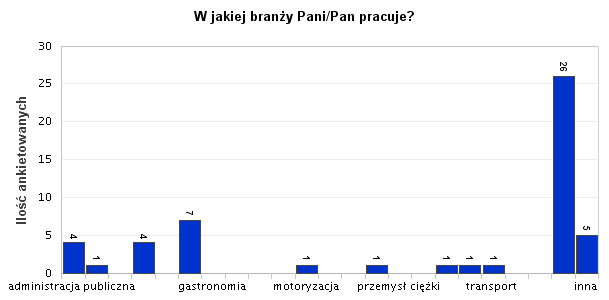 W jakiej branży Pani/Pan pracuje?
Ilość ankietowanych
30
25
20
15
10
5
0
4
1
4
7
1
1
1
1
1
26
5
administracja publiczna
gastronomia
motoryzacja
przemysł ciężki
transport
inna